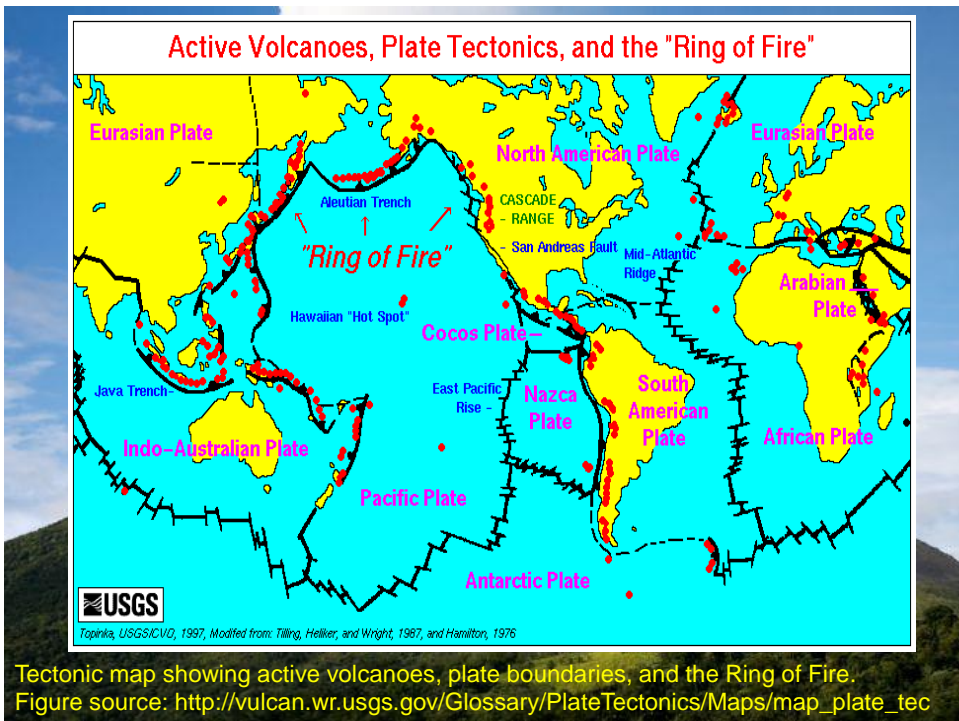 Active Volcanoes, Plate Tectonics, and the "Ring of Fire"
Eurasian Plate
North American Plate
Eurasian Plate
Aleutian Trench
CASCADE
- RANGE
"Ring of Fire"
- San Andreas Fault
Mid-Atlantic
Ridge
Arabian
Plate
Hawaiian "Hot Spot"
Cocos Plate
Java Trench
East Pacific
Rise -
Nazca
Plate
South
American
Plate
African Plate
Indo-Australian Plate
Pacific Plate
Antarctic Plate
USGS
Topinka, USGS/CVO, 1997, Modifed from: Tilling, Heliker, and Wright, 1987, and Hamilton, 1976
Tectonic map showing active volcanoes, plate boundaries, and the Ring of Fire.
Figure source: http://vulcan.wr.usgs.gov/Glossary/PlateTectonics/Maps/map_plate_tec